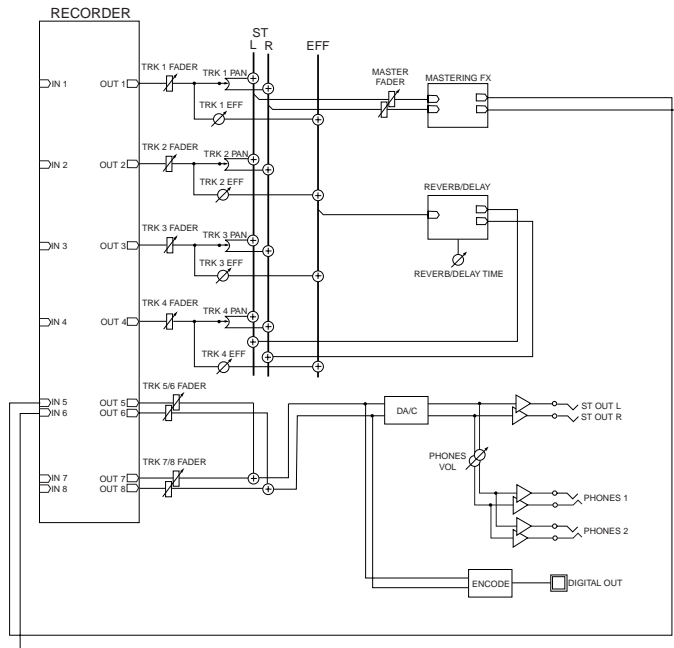 RECORDER
ST
L R EFF
TRK 1 FADER
TRK 1 PAN
IN 1 OUT 1
TRK 1 EFF
MASTER
FADER
MASTERING FX
TRK 2 FADER
TRK 2 PAN
IN 2 OUT 2
TRK 2 EFF
REVERB/DELAY
REVERB/DELAY TIME
TRK 3 FADER
TRK 3 PAN
IN 3 OUT 3
TRK 3 EFF
TRK 4 FADER
TRK 4 PAN
IN 4 OUT 4
TRK 4 EFF
TRK 5/6 FADER
IN 5 OUT 5
IN 6 OUT 6
TRK 7/8 FADER
IN 7 OUT 7
IN 8 OUT 8
DA/C
ST OUT L
ST OUT R
PHONES
VOL
PHONES 1
PHONES 2
ENCODE
DIGITAL OUT